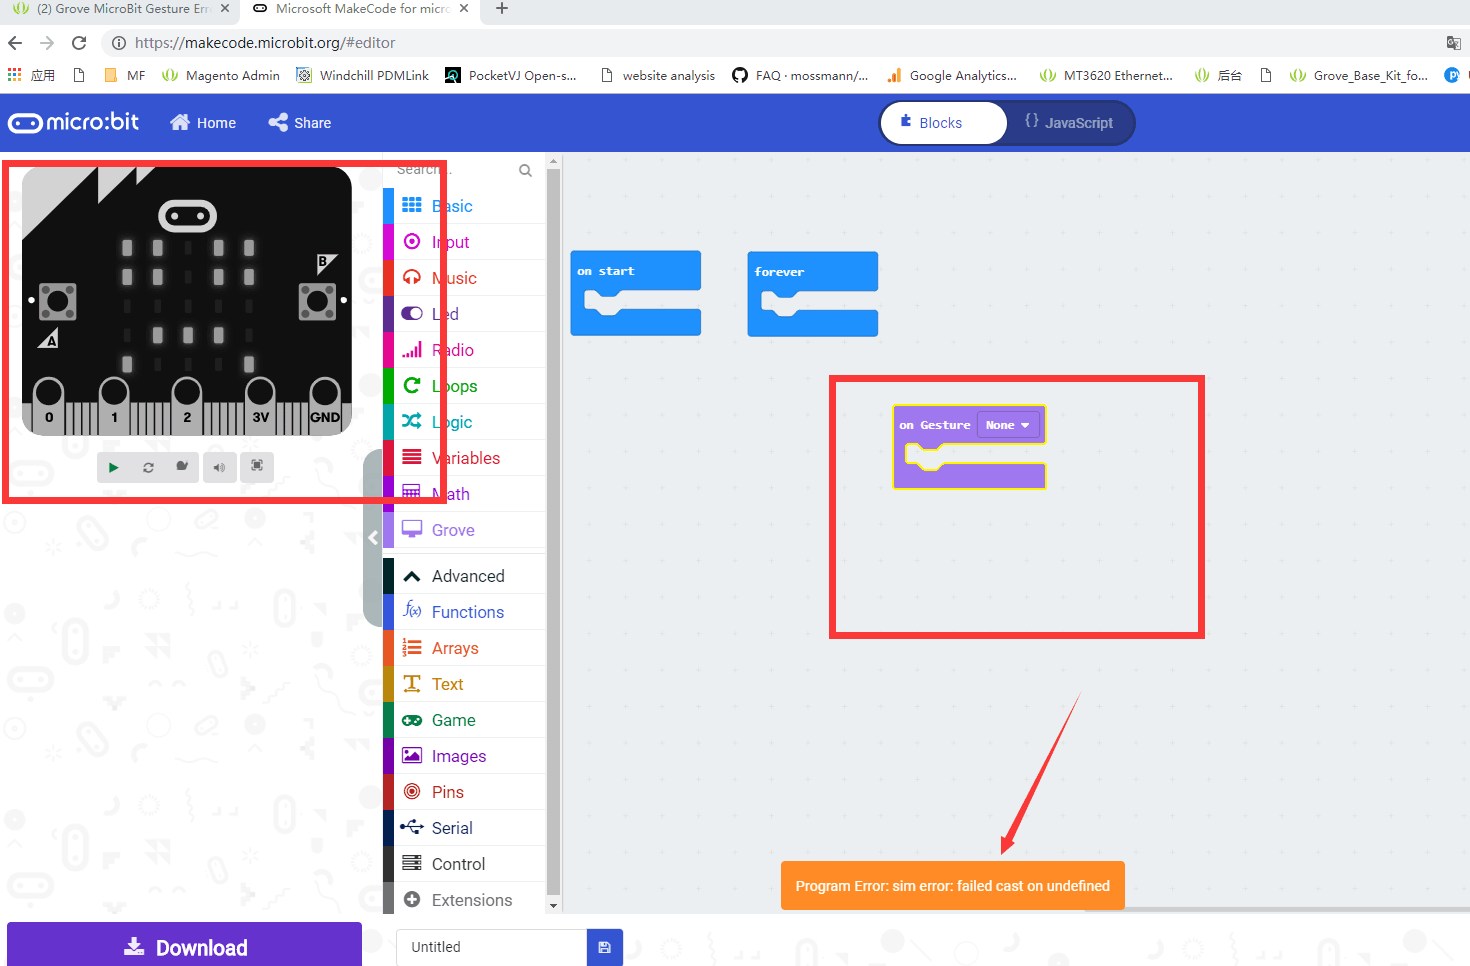 (2) Grove MicroBit Gesture Err
Microsoft MakeCode for micro
https://makecode.microbit.org/#editor
应用
MF
Magento Admin
Windchill PDMLink
PocketVJ Open-s...
website analysis
FAQ · mossmann/...
Google Analytics...
MT3620 Ethernet...
后台
Grove_Base_Kit_fo...
micro:bit
Home
Share
Blocks
{} JavaScript
Search...
Basic
Input
Music
Led
Radio
Loops
Logic
Variables
Math
Grove
Advanced
Functions
Arrays
Text
Game
Images
Pins
Serial
Control
Extensions
B
A
0 1 2 3V GND
on start
forever
on Gesture None
Program Error: sim error: failed cast on undefined
Download
Untitled